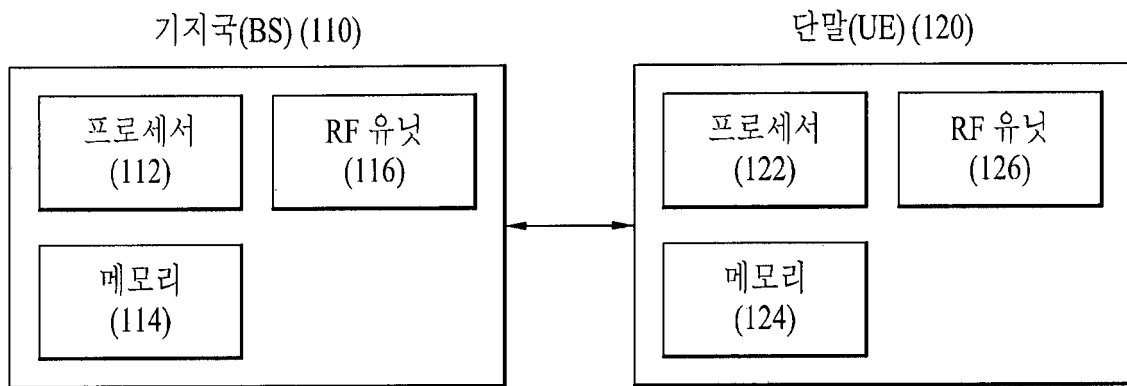 기지국(BS) (110)
단말(UE) (120)
프로세서
(112)
RF 유닛
(116)
메모리
(114)
프로세서
(122)
RF 유닛
(126)
메모리
(124)